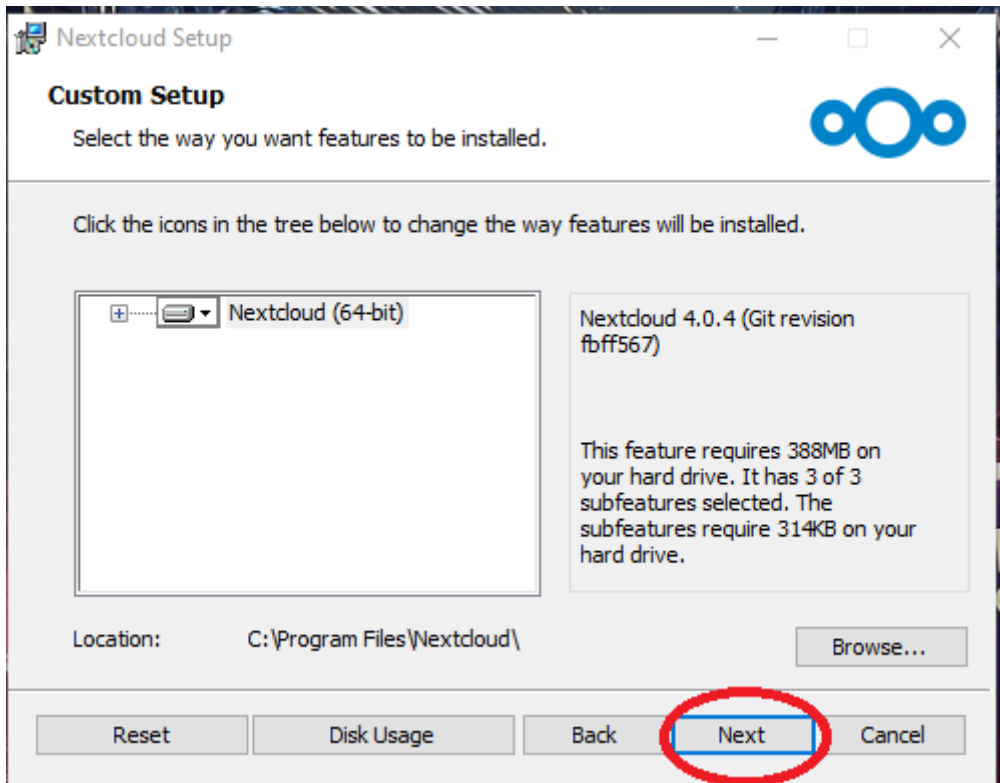 Nextcloud Setup
Custom Setup
Select the way you want features to be installed.
Click the icons in the tree below to change the way features will be installed.
Nextcloud (64-bit)
Nextcloud 4.0.4 (Git revision
fbff567)
This feature requires 388MB on
your hard drive. It has 3 of 3
subfeatures selected. The
subfeatures require 314KB on your
hard drive.
Location: C:\Program Files\Nextcloud\
Browse...
Reset Disk Usage Back Next Cancel